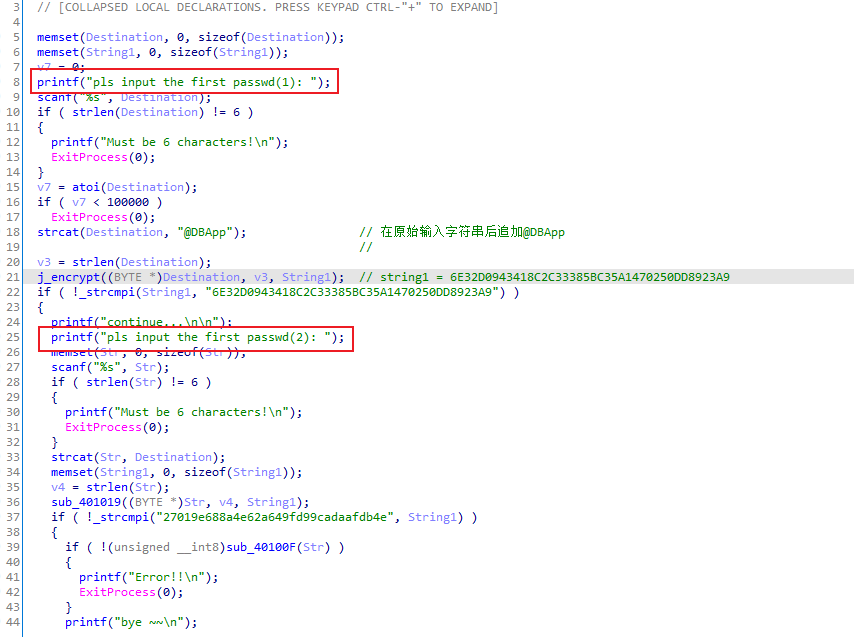 3 // [COLLAPSED LOCAL DECLARATIONS. PRESS KEYPAD CTRL-"+" TO EXPAND]
4
5 memset(Destination, 0, sizeof(Destination));
6 memset(String1, 0, sizeof(String1));
7 v7 = 0;
8 printf("pls input the first passwd(1): ");
9 scanf("%s", Destination);
10 if ( strlen(Destination) != 6 )
11 {
12 printf("Must be 6 characters!\n");
13 ExitProcess(0);
14 }
15 v7 = atoi(Destination);
16 if ( v7 < 100000 )
17 ExitProcess(0);
18 strcat(Destination, "@DBApp"); // 在原始输入字符串后追加@DBApp
19 //
20 v3 = strlen(Destination);
21 j_encrypt((BYTE *)Destination, v3, String1); // string1 = 6E32D0943418C2C33385BC35A1470250DD8923A9
22 if ( !_strcmpi(String1, "6E32D0943418C2C33385BC35A1470250DD8923A9") )
23 {
24 printf("continue...\n\n");
25 printf("pls input the first passwd(2): ");
26 memset(Str, 0, sizeof(Str));
27 scanf("%s", Str);
28 if ( strlen(Str) != 6 )
29 {
30 printf("Must be 6 characters!\n");
31 ExitProcess(0);
32 }
33 strcat(Str, Destination);
34 memset(String1, 0, sizeof(String1));
35 v4 = strlen(Str);
36 sub_401019((BYTE *)Str, v4, String1);
37 if ( !_strcmpi("27019e688a4e62a649fd99cadaafdb4e", String1) )
38 {
39 if ( !(unsigned __int8)sub_40100F(Str) )
40 {
41 printf("Error!!\n");
42 ExitProcess(0);
43 }
44 printf("bye ~~\n");